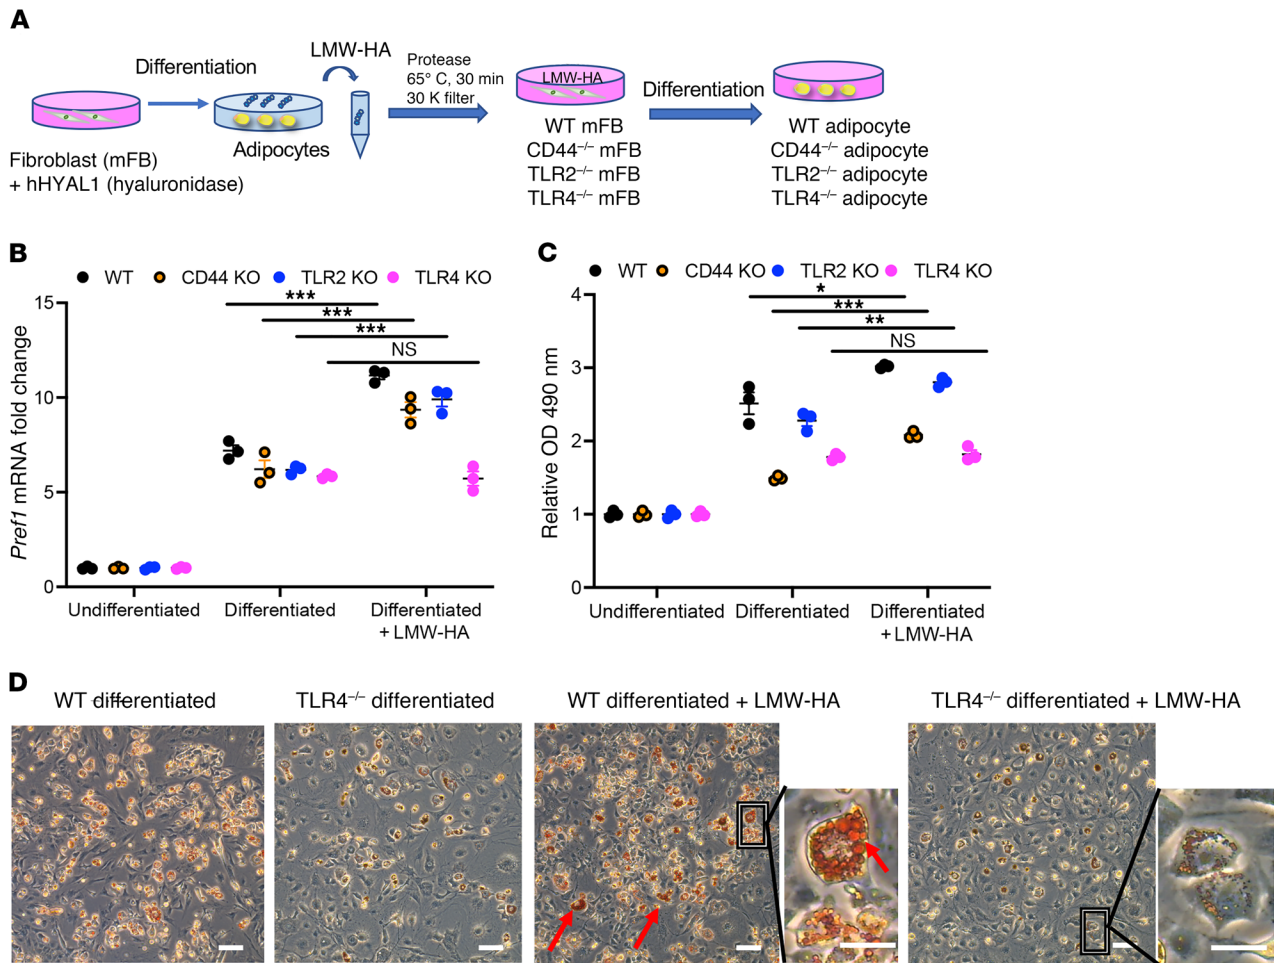 A
Differentiation
LMW-HA
Protease
65° C, 30 min
30 K filter
LMW-HA
Differentiation
Fibroblast (mFB)
+ hHYAL1 (hyaluronidase)
Adipocytes
WT mFB
CD44–/– mFB
TLR2–/– mFB
TLR4–/– mFB
WT adipocyte
CD44–/– adipocyte
TLR2–/– adipocyte
TLR4–/– adipocyte
B
WT CD44 KO TLR2 KO TLR4 KO
***
***
***
NS
Pref1 mRNA fold change
15
10
5
0
Undifferentiated
Differentiated
Differentiated
+ LMW-HA
C
WT CD44 KO TLR2 KO TLR4 KO
*
***
**
NS
Relative OD 490 nm
4
3
2
1
0
Undifferentiated
Differentiated
Differentiated
+ LMW-HA
D
WT differentiated
TLR4–/– differentiated
WT differentiated + LMW-HA
TLR4–/– differentiated + LMW-HA